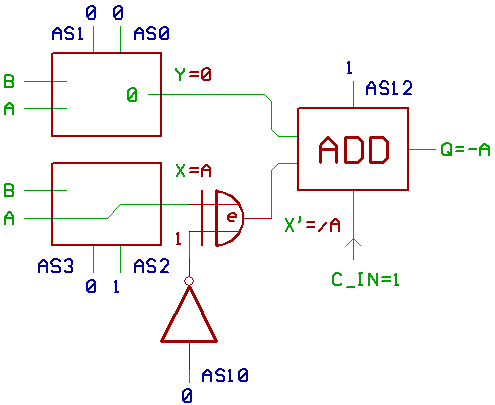 0 0
AS1 AS0
B
A
Y=0
0
1
AS12
ADD
Q=-A
X=A
B
A
e
1
X'=/A
AS3 AS2
0 1
C_IN=1
AS10
0